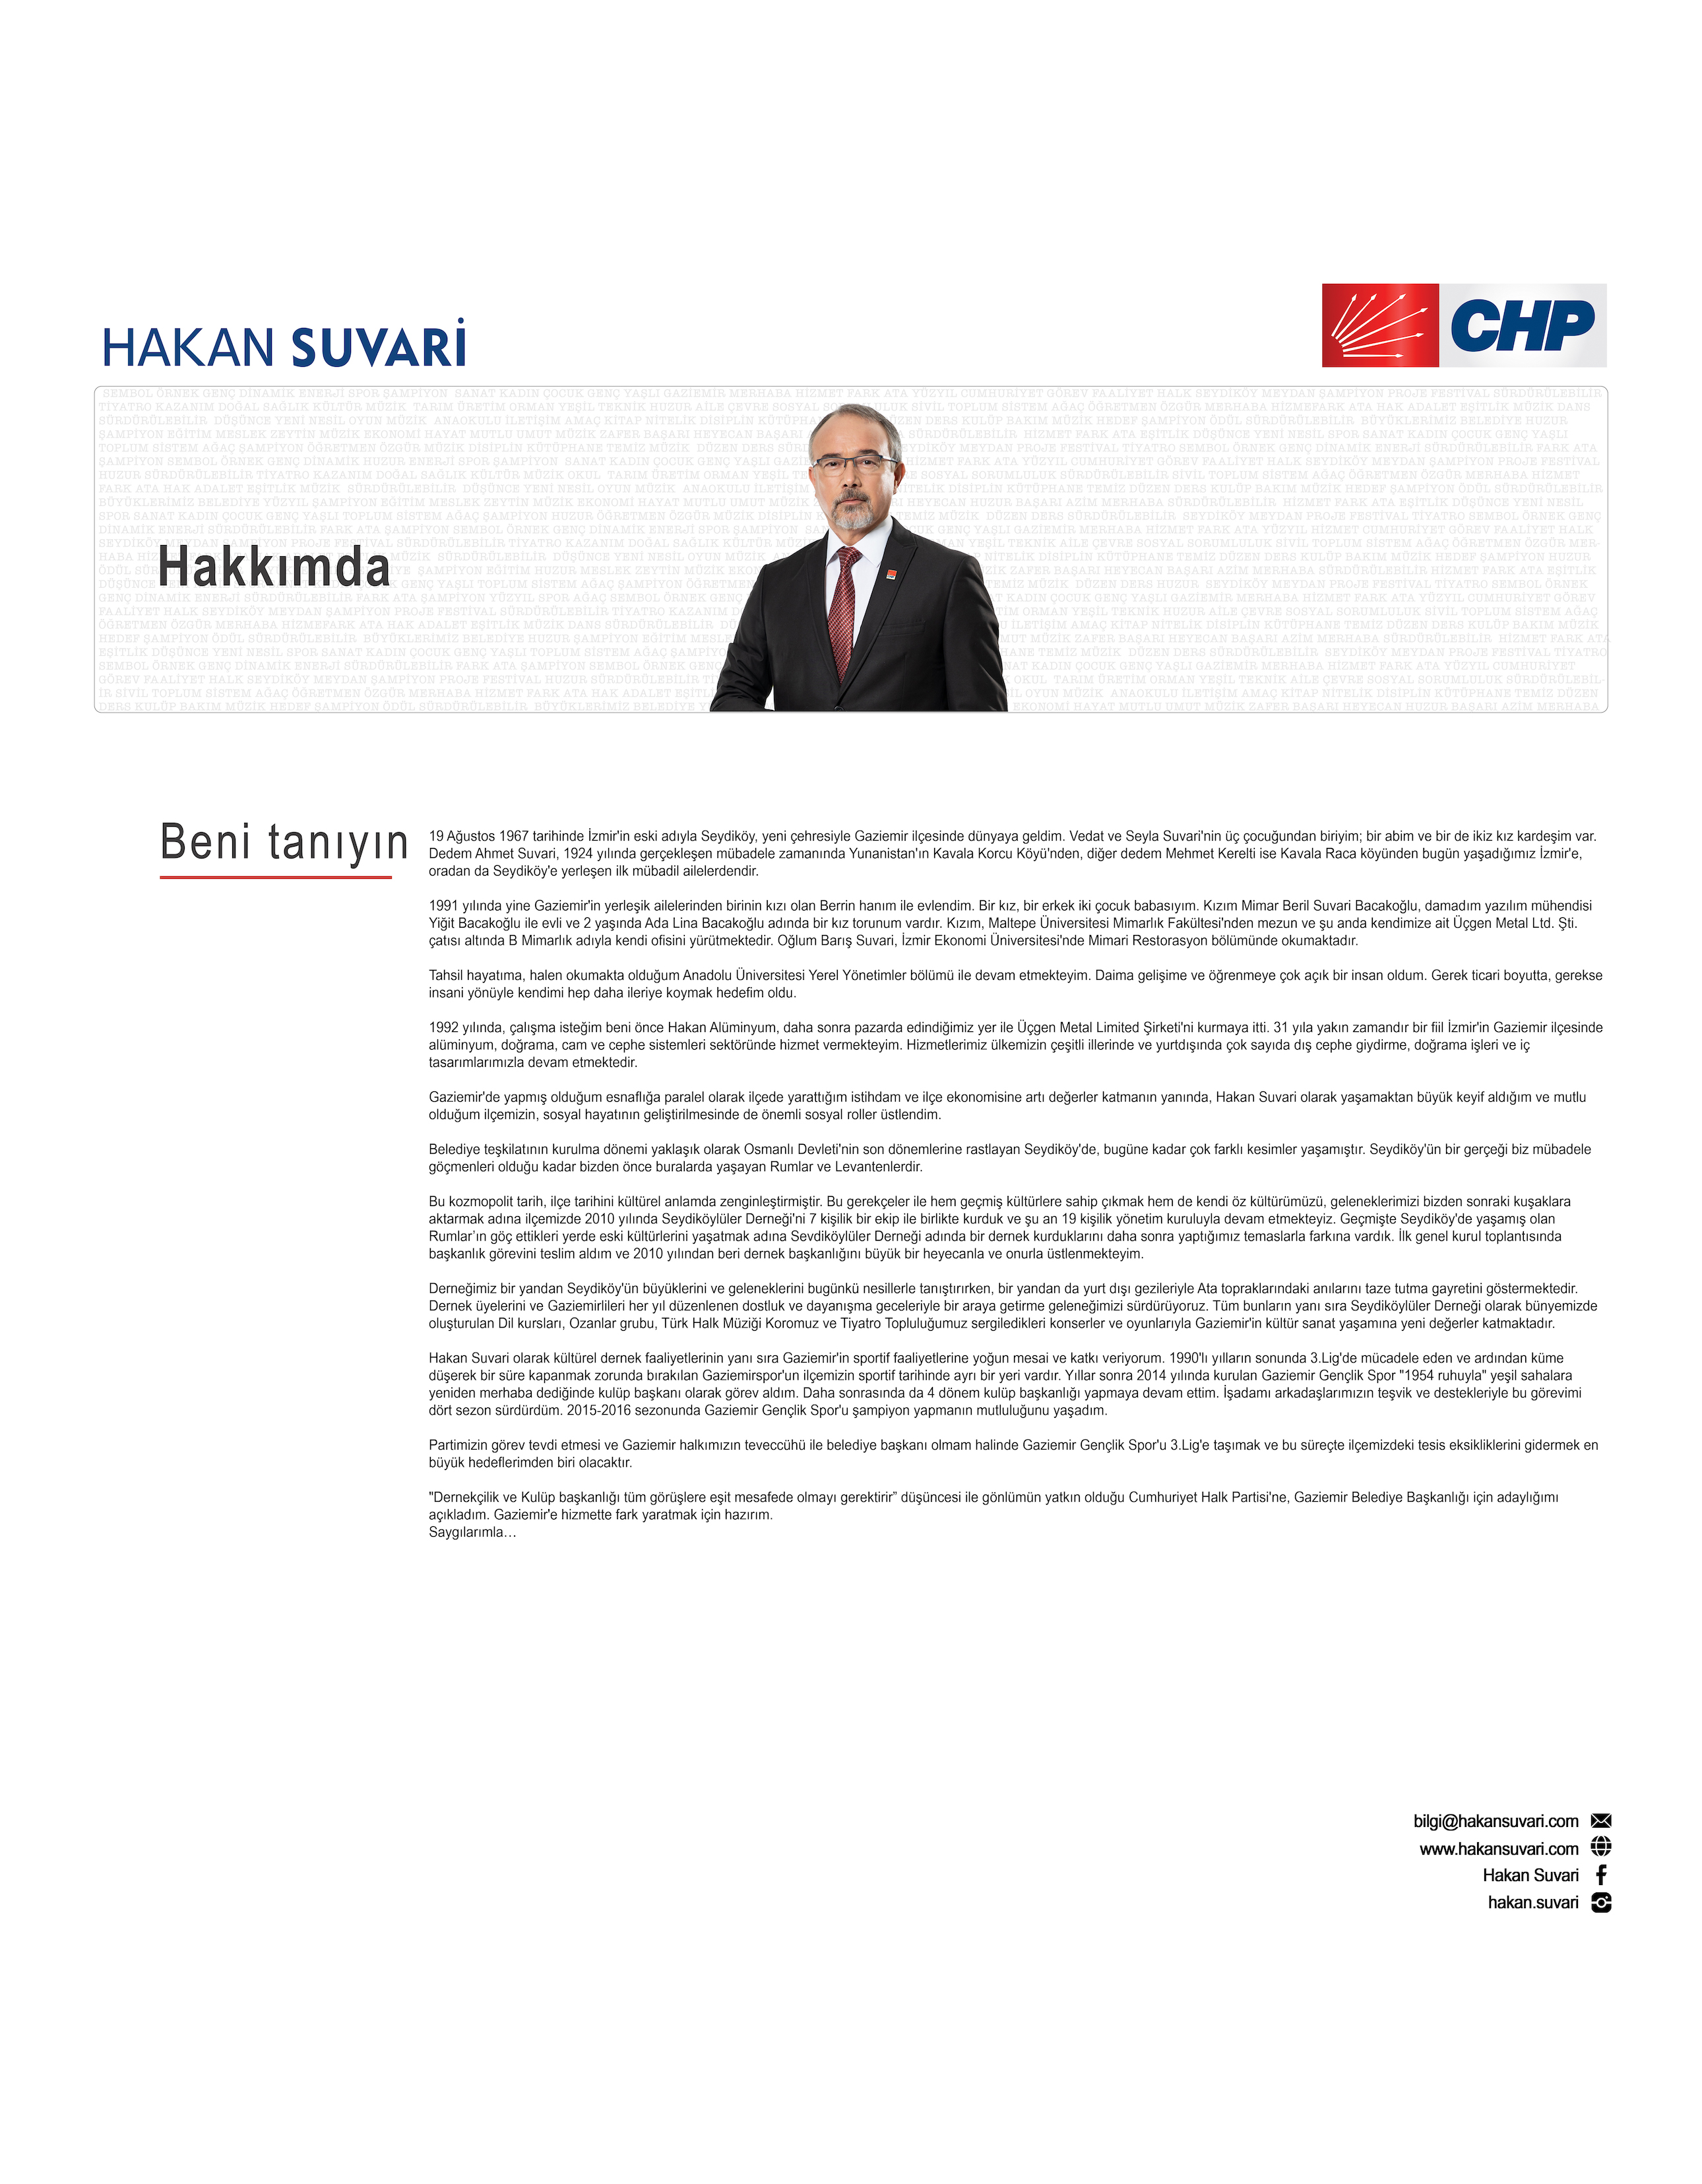 HAKAN SUVARİ
CHP
Hakkımda
Beni tanıyın
19 Ağustos 1967 tarihinde İzmir'in eski adıyla Seydiköy, yeni çehresiyle Gaziemir ilçesinde dünyaya geldim. Vedat ve Seyla Suvari'nin üç çocuğundan biriyim; bir abim ve bir de ikiz kız kardeşim var.
Dedem Ahmet Suvari, 1924 yılında gerçekleşen mübadele zamanında Yunanistan'ın Kavala Korcu Köyü'nden, diğer dedem Mehmet Kerelti ise Kavala Raca köyünden bugün yaşadığımız İzmir'e,
oradan da Seydiköy'e yerleşen ilk mübadil ailelerdendir.
1991 yılında yine Gaziemir'in yerleşik ailelerinden birinin kızı olan Berrin hanım ile evlendim. Bir kız, bir erkek iki çocuk babasıyım. Kızım Mimar Beril Suvari Bacakoğlu, damadım yazılım mühendisi
Yiğit Bacakoğlu ile evli ve 2 yaşında Ada Lina Bacakoğlu adında bir kız torunum vardır. Kızım, Maltepe Üniversitesi Mimarlık Fakültesi'nden mezun ve şu anda kendimize ait Üçgen Metal Ltd. Şti.
çatısı altında B Mimarlık adıyla kendi ofisini yürütmektedir. Oğlum Barış Suvari, İzmir Ekonomi Üniversitesi'nde Mimari Restorasyon bölümünde okumaktadır.
Tahsil hayatıma, halen okumakta olduğum Anadolu Üniversitesi Yerel Yönetimler bölümü ile devam etmekteyim. Daima gelişime ve öğrenmeye çok açık bir insan oldum. Gerek ticari boyutta, gerekse
insani yönüyle kendimi hep daha ileriye koymak hedefim oldu.
1992 yılında, çalışma isteğim beni önce Hakan Alüminyum, daha sonra pazarda edindiğimiz yer ile Üçgen Metal Limited Şirketi'ni kurmaya itti. 31 yıla yakın zamandır bir fiil İzmir'in Gaziemir ilçesinde
alüminyum, doğrama, cam ve cephe sistemleri sektöründe hizmet vermekteyim. Hizmetlerimiz ülkemizin çeşitli illerinde ve yurtdışında çok sayıda dış cephe giydirme, doğrama işleri ve iç
tasarımlarımızla devam etmektedir.
Gaziemir'de yapmış olduğum esnaflığa paralel olarak ilçede yarattığım istihdam ve ilçe ekonomisine artı değerler katmanın yanında, Hakan Suvari olarak yaşamaktan büyük keyif aldığım ve mutlu
olduğum ilçemizin, sosyal hayatının geliştirilmesinde de önemli sosyal roller üstlendim.
Belediye teşkilatının kurulma dönemi yaklaşık olarak Osmanlı Devleti'nin son dönemlerine rastlayan Seydiköy'de, bugüne kadar çok farklı kesimler yaşamıştır. Seydiköy'ün bir gerçeği biz mübadele
göçmenleri olduğu kadar bizden önce buralarda yaşayan Rumlar ve Levantenlerdir.
Bu kozmopolit tarih, ilçe tarihini kültürel anlamda zenginleştirmiştir. Bu gerekçeler ile hem geçmiş kültürlere sahip çıkmak hem de kendi öz kültürümüzü, geleneklerimizi bizden sonraki kuşaklara
aktarmak adına ilçemizde 2010 yılında Seydiköylüler Derneği'ni 7 kişilik bir ekip ile birlikte kurduk ve şu an 19 kişilik yönetim kuruluyla devam etmekteyiz. Geçmişte Seydiköy'de yaşamış olan
Rumlar’ın göç ettikleri yerde eski kültürlerini yaşatmak adına Sevdiköylüler Derneği adında bir dernek kurduklarını daha sonra yaptığımız temaslarla farkına vardık. İlk genel kurul toplantısında
başkanlık görevini teslim aldım ve 2010 yılından beri dernek başkanlığını büyük bir heyecanla ve onurla üstlenmekteyim.
Derneğimiz bir yandan Seydiköy'ün büyüklerini ve geleneklerini bugünkü nesillerle tanıştırırken, bir yandan da yurt dışı gezileriyle Ata topraklarındaki anılarını taze tutma gayretini göstermektedir.
Dernek üyelerini ve Gaziemirlileri her yıl düzenlenen dostluk ve dayanışma geceleriyle bir araya getirme geleneğimizi sürdürüyoruz. Tüm bunların yanı sıra Seydiköylüler Derneği olarak bünyemizde
oluşturulan Dil kursları, Ozanlar grubu, Türk Halk Müziği Koromuz ve Tiyatro Topluluğumuz sergiledikleri konserler ve oyunlarıyla Gaziemir'in kültür sanat yaşamına yeni değerler katmaktadır.
Hakan Suvari olarak kültürel dernek faaliyetlerinin yanı sıra Gaziemir'in sportif faaliyetlerine yoğun mesai ve katkı veriyorum. 1990'lı yılların sonunda 3.Lig'de mücadele eden ve ardından küme
düşerek bir süre kapanmak zorunda bırakılan Gaziemirspor'un ilçemizin sportif tarihinde ayrı bir yeri vardır. Yıllar sonra 2014 yılında kurulan Gaziemir Gençlik Spor "1954 ruhuyla" yeşil sahalara
yeniden merhaba dediğinde kulüp başkanı olarak görev aldım. Daha sonrasında da 4 dönem kulüp başkanlığı yapmaya devam ettim. İşadamı arkadaşlarımızın teşvik ve destekleriyle bu görevimi
dört sezon sürdürdüm. 2015-2016 sezonunda Gaziemir Gençlik Spor'u şampiyon yapmanın mutluluğunu yaşadım.
Partimizin görev tevdi etmesi ve Gaziemir halkımızın teveccühü ile belediye başkanı olmam halinde Gaziemir Gençlik Spor'u 3.Lig'e taşımak ve bu süreçte ilçemizdeki tesis eksikliklerini gidermek en
büyük hedeflerimden biri olacaktır.
"Dernekçilik ve Kulüp başkanlığı tüm görüşlere eşit mesafede olmayı gerektirir” düşüncesi ile gönlümün yatkın olduğu Cumhuriyet Halk Partisi'ne, Gaziemir Belediye Başkanlığı için adaylığımı
açıkladım. Gaziemir'e hizmette fark yaratmak için hazırım.
Saygılarımla…
bilgi@hakansuvari.com
www.hakansuvari.com
Hakan Suvari
hakan.suvari